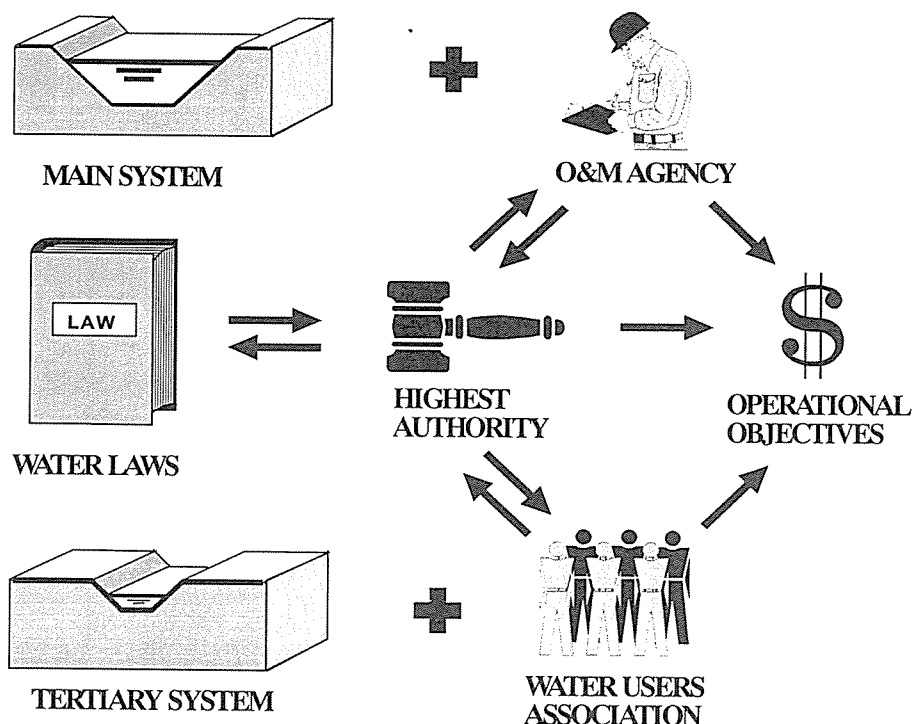 MAIN SYSTEM
O&M AGENCY
LAW
WATER LAWS
HIGHEST
AUTHORITY
OPERATIONAL
OBJECTIVES
TERTIARY SYSTEM
WATER USERS
ASSOCIATION